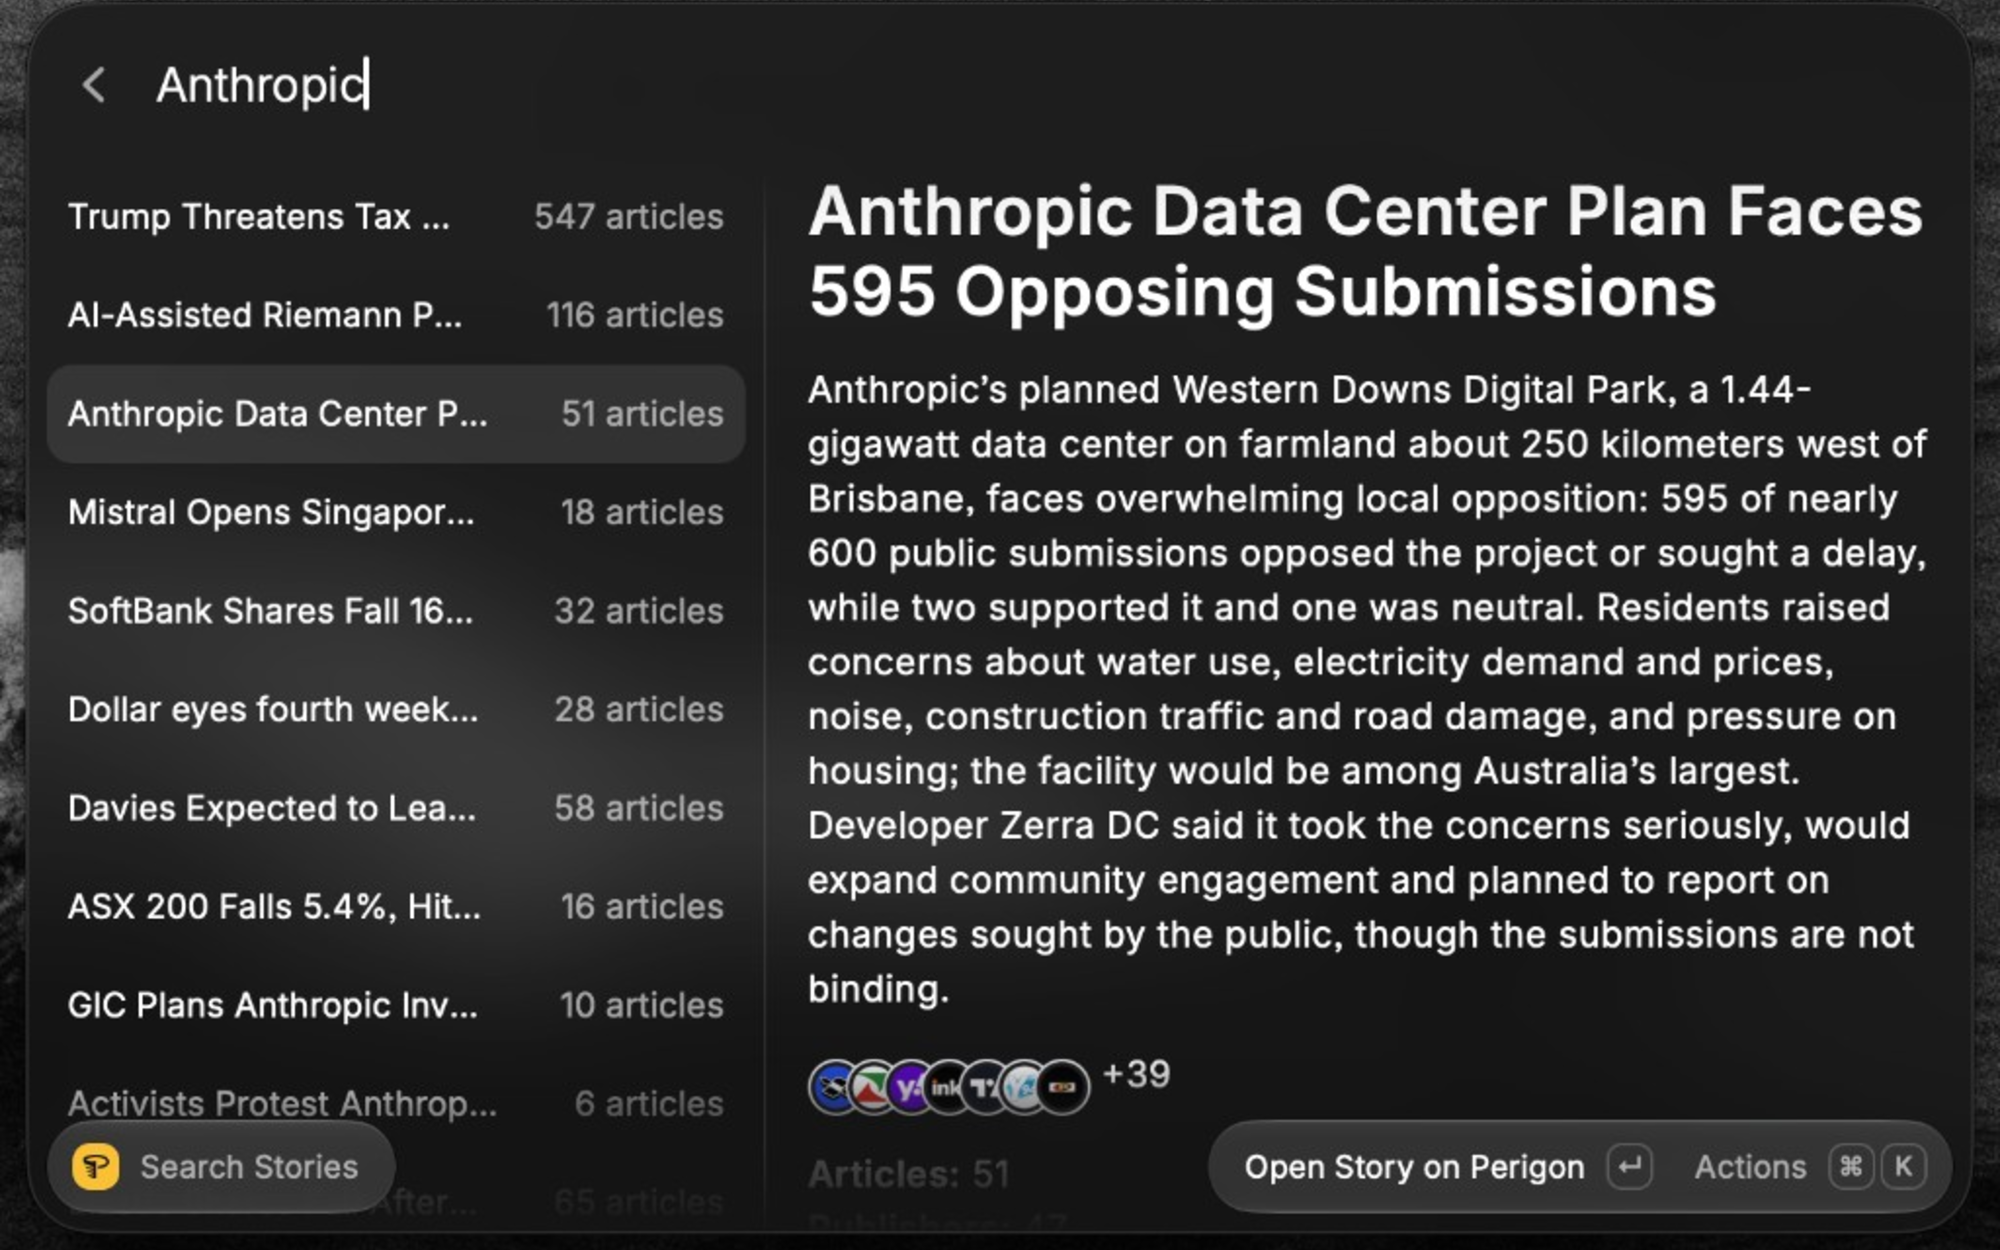 Anthropic
Trump Threatens Tax ... 547 articles
AI-Assisted Riemann P... 116 articles
Anthropic Data Center P... 51 articles
Mistral Opens Singapor... 18 articles
SoftBank Shares Fall 16... 32 articles
Dollar eyes fourth week... 28 articles
Davies Expected to Lea... 58 articles
ASX 200 Falls 5.4%, Hit... 16 articles
GIC Plans Anthropic Inv... 10 articles
Activists Protest Anthrop... 6 articles
After... 65 articles
Search Stories
Anthropic Data Center Plan Faces
595 Opposing Submissions
Anthropic’s planned Western Downs Digital Park, a 1.44-
gigawatt data center on farmland about 250 kilometers west of
Brisbane, faces overwhelming local opposition: 595 of nearly
600 public submissions opposed the project or sought a delay,
while two supported it and one was neutral. Residents raised
concerns about water use, electricity demand and prices,
noise, construction traffic and road damage, and pressure on
housing; the facility would be among Australia’s largest.
Developer Zerra DC said it took the concerns seriously, would
expand community engagement and planned to report on
changes sought by the public, though the submissions are not
binding.
y! ink +39
Articles: 51
Publishers: 47
Open Story on Perigon ↵ Actions ⌘ K